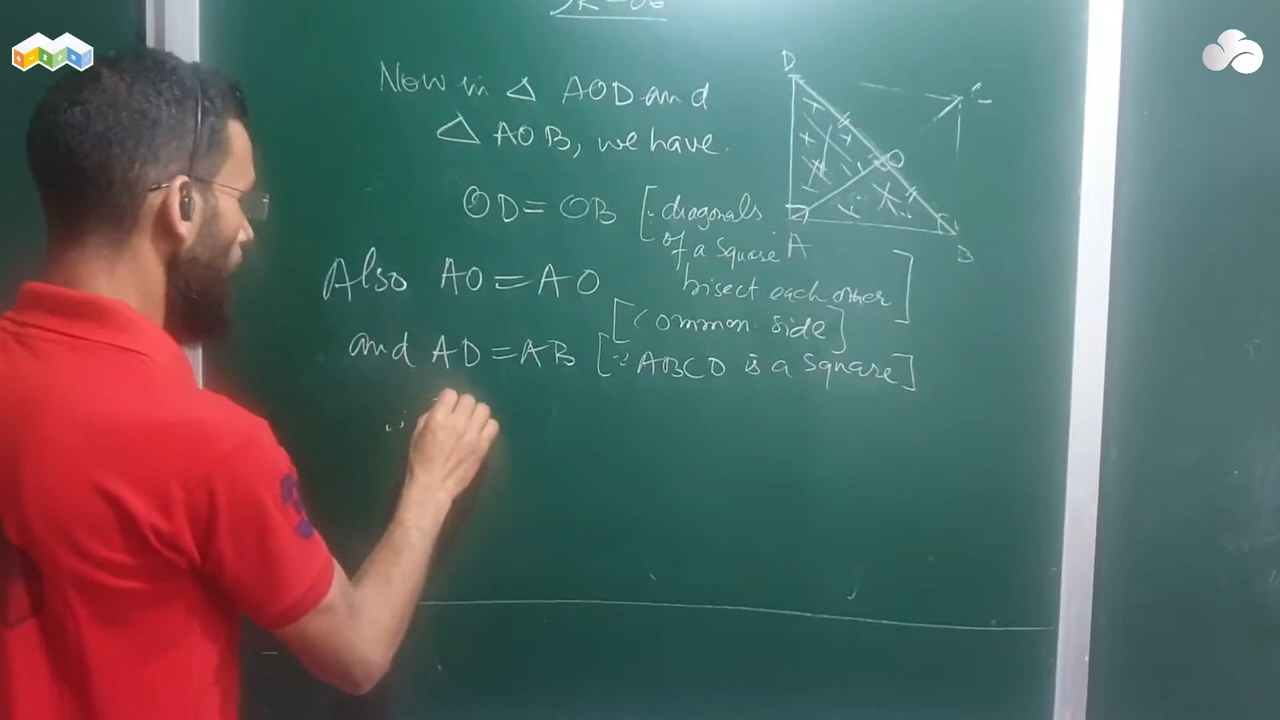 Now in △ AOD and
△ AOB, we have.
OD = OB [∵ diagonals
of a square
bisect each other]
Also AO = AO
[Common side]
and AD = AB [∵ ABCD is a square]
∴
D
C
O
A
B